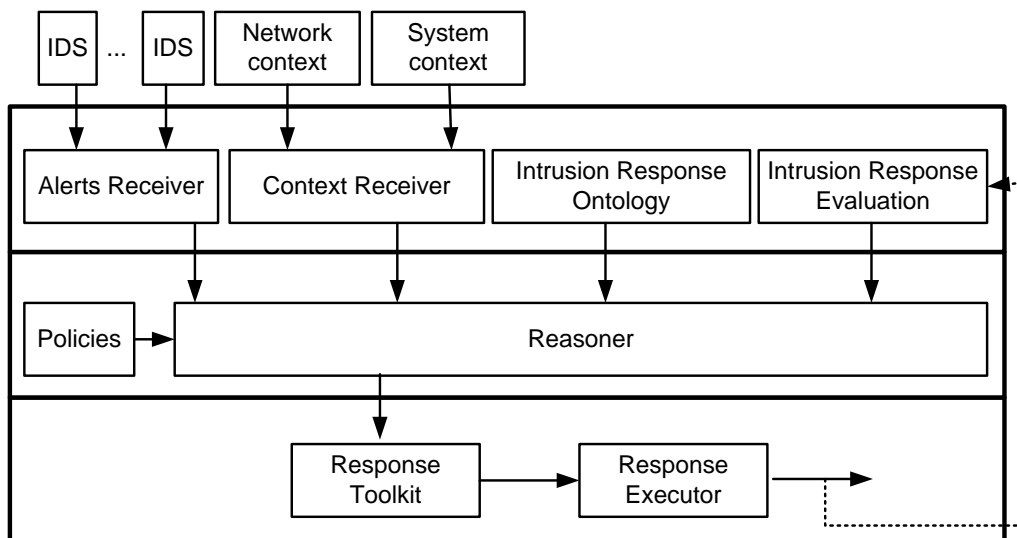 IDS ... IDS
Network
context
System
context
Alerts Receiver
Context Receiver
Intrusion Response
Ontology
Intrusion Response
Evaluation
Policies
Reasoner
Response
Toolkit
Response
Executor